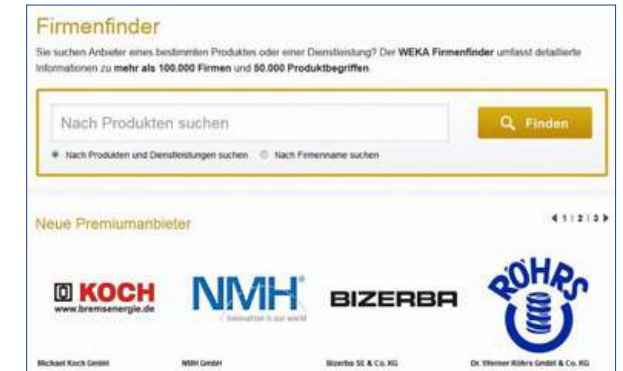 Firmenfinder
Sie suchen Anbieter eines bestimmten Produktes oder einer Dienstleistung? Der WEKA Firmenfinder umfasst detaillierte
Informationen zu mehr als 100.000 Firmen und 50.000 Produktbegriffen
Nach Produkten suchen
Finden
Nach Produkten und Dienstleistungen suchen Nach Firmenname suchen
Neue Premiumanbieter
1 | 2 | 3
KOCH
www.bremsenergie.de
NMH
Innovation is our world
BIZERBA
RÖHRS
Michael Koch GmbH
NMH GmbH
Bizerba SE & Co. KG
Dr. Werner Röhrs GmbH & Co. KG